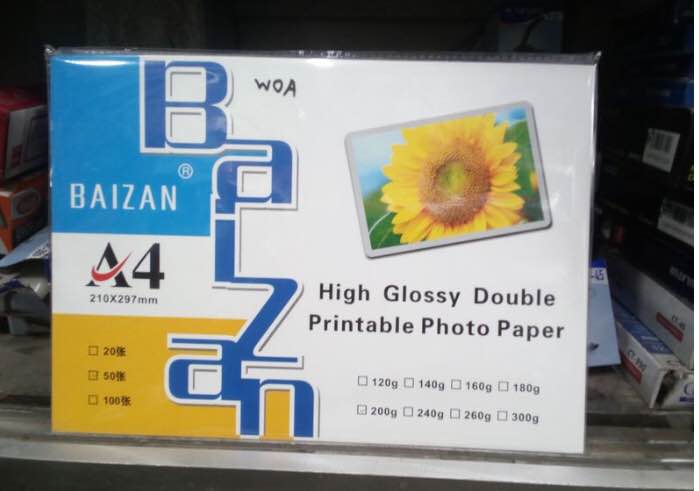 WOA
Baizan
BAIZAN®
A4
210X297mm
High Glossy Double
Printable Photo Paper
20张
50张
100张
120g 140g 160g 180g
200g 240g 260g 300g